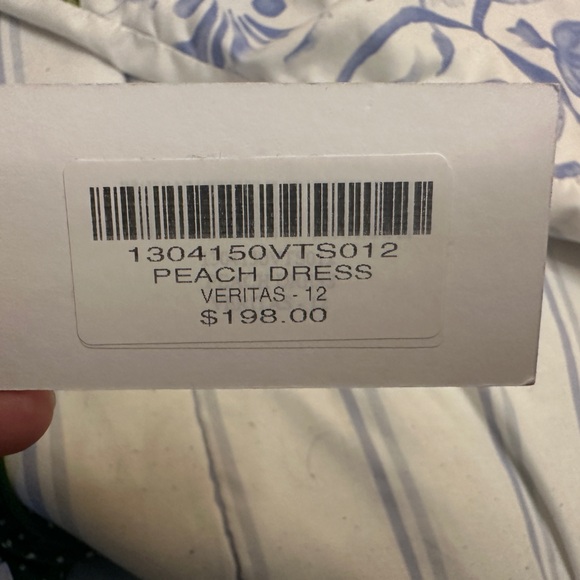 1304150VTS012
PEACH DRESS
VERITAS - 12
$198.00